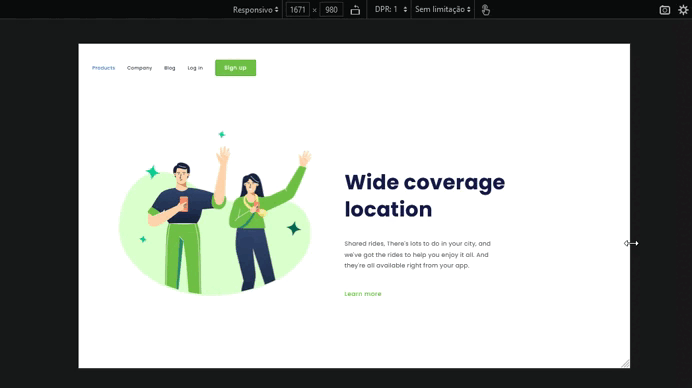 Responsivo 1671 × 980 DPR: 1 Sem limitação
Products Company Blog Log in Sign up
Wide coverage
location
Shared rides, There's lots to do in your city, and
we've got the rides to help you enjoy it all. And
they're all available right from your app.
Learn more